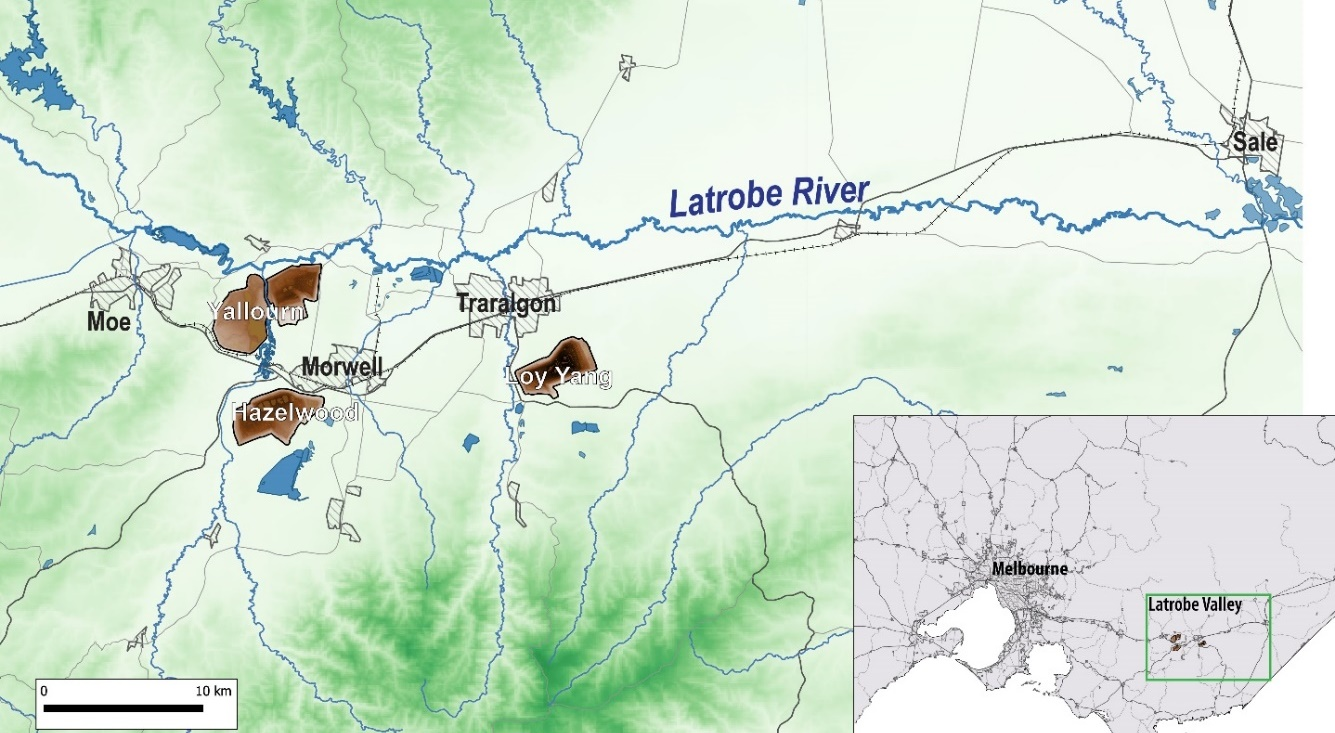 Sale
Latrobe River
Yallourn
Traralgon
Moe
Morwell
Loy Yang
Hazelwood
Melbourne
Latrobe Valley
0 10 km